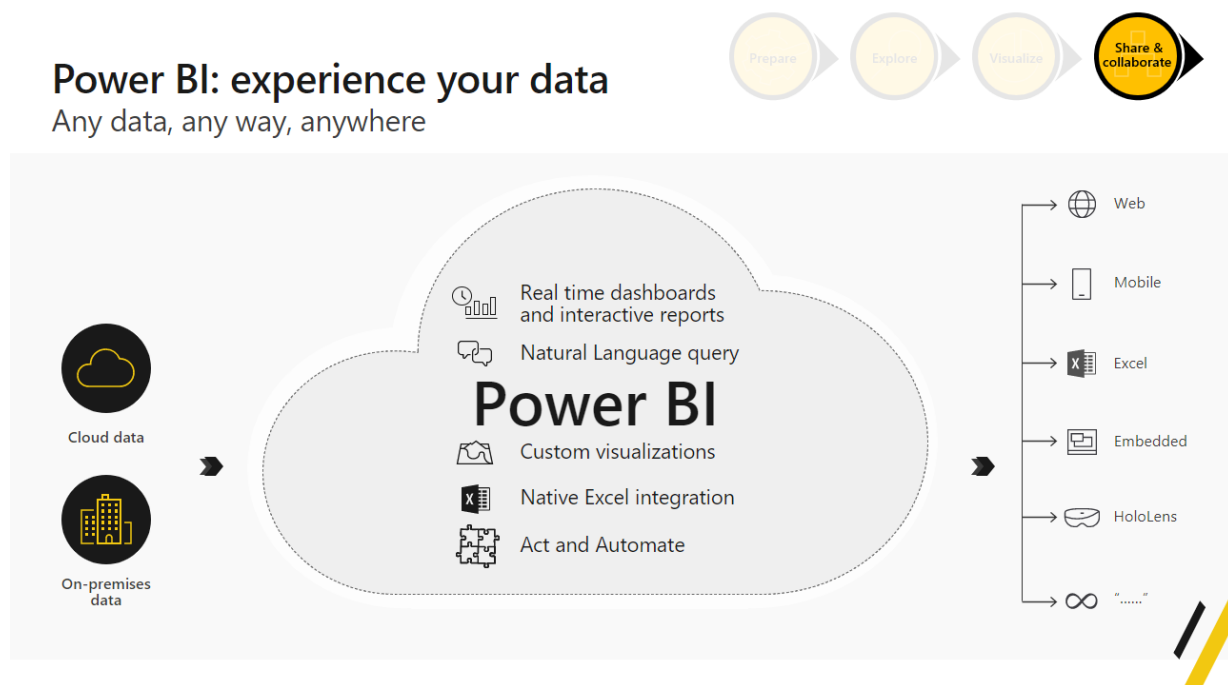 Prepare
Explore
Visualize
Share &
collaborate
Power BI: experience your data
Any data, any way, anywhere
Cloud data
On-premises
data
Real time dashboards
and interactive reports
Natural Language query
Power BI
Custom visualizations
X
Native Excel integration
Act and Automate
Web
Mobile
X
Excel
Embedded
HoloLens
“......”